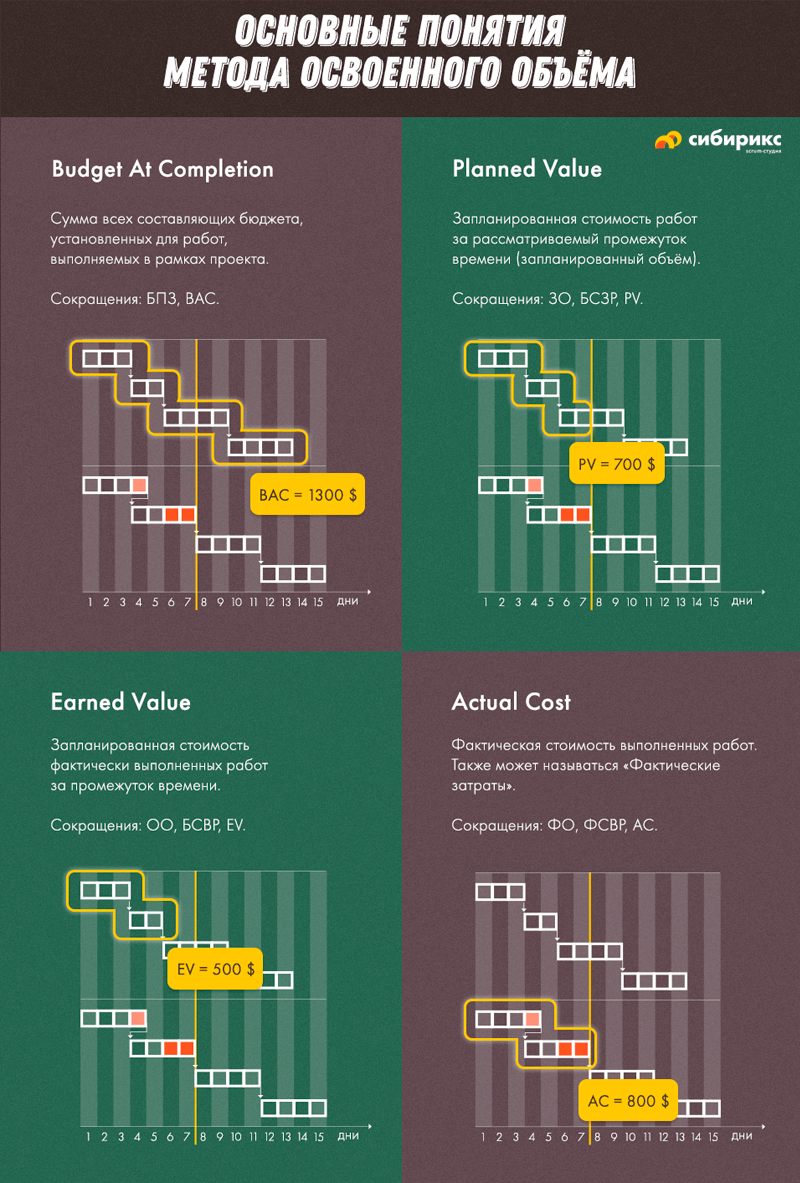 ОСНОВНЫЕ ПОНЯТИЯ
МЕТОДА ОСВОЕННОГО ОБЪЁМА
сибирикс
scrum-студия
Budget At Completion
Сумма всех составляющих бюджета,
установленных для работ,
выполняемых в рамках проекта.
Сокращения: БПЗ, BAC.
BAC = 1300 $
1 2 3 4 5 6 7 8 9 10 11 12 13 14 15 дни
Planned Value
Запланированная стоимость работ
за рассматриваемый промежуток
времени (запланированный объём).
Сокращения: ЗО, БСЗР, PV.
PV = 700 $
1 2 3 4 5 6 7 8 9 10 11 12 13 14 15 дни
Earned Value
Запланированная стоимость
фактически выполненных работ
за промежуток времени.
Сокращения: ОО, БСВР, EV.
EV = 500 $
1 2 3 4 5 6 7 8 9 10 11 12 13 14 15 дни
Actual Cost
Фактическая стоимость выполненных работ.
Также может называться «Фактические
затраты».
Сокращения: ФО, ФСВР, АС.
AC = 800 $
1 2 3 4 5 6 7 8 9 10 11 12 13 14 15 дни